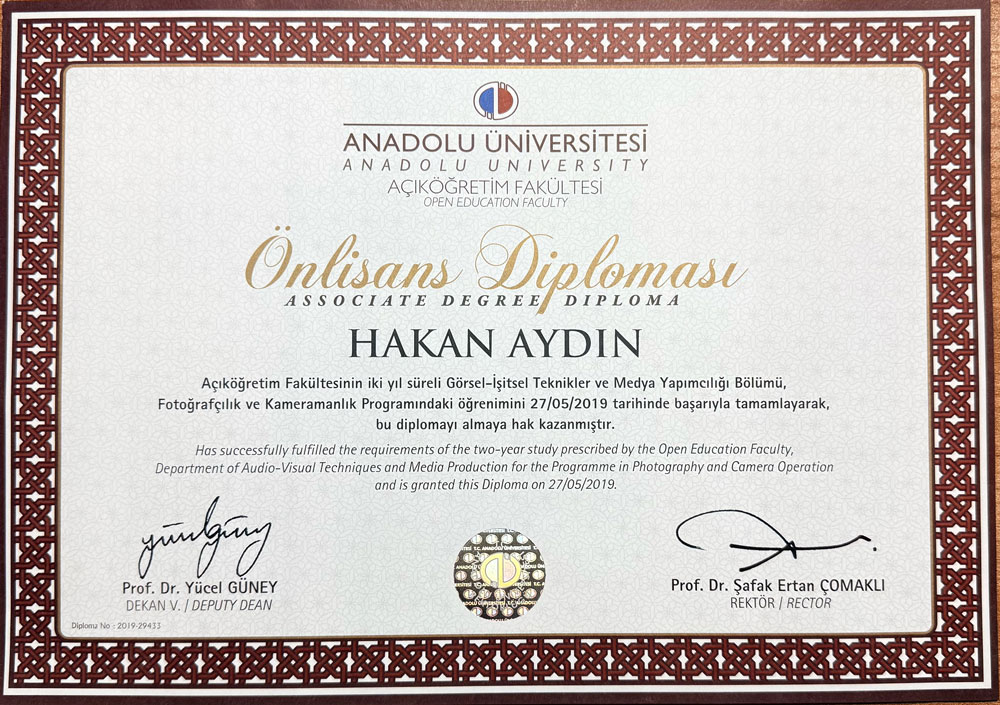 ANADOLU ÜNİVERSİTESİ
ANADOLU UNIVERSITY
AÇIKÖĞRETİM FAKÜLTESİ
OPEN EDUCATION FACULTY
Önlisans Diploması
ASSOCIATE DEGREE DIPLOMA
HAKAN AYDIN
Açıköğretim Fakültesinin iki yıl süreli Görsel-İşitsel Teknikler ve Medya Yapımcılığı Bölümü,
Fotoğrafçılık ve Kameramanlık Programındaki öğrenimini 27/05/2019 tarihinde başarıyla tamamlayarak,
bu diplomayı almaya hak kazanmıştır.
Has successfully fulfilled the requirements of the two-year study prescribed by the Open Education Faculty,
Department of Audio-Visual Techniques and Media Production for the Programme in Photography and Camera Operation
and is granted this Diploma on 27/05/2019.
Prof. Dr. Yücel GÜNEY
DEKAN V. / DEPUTY DEAN
Prof. Dr. Şafak Ertan ÇOMAKLI
REKTÖR / RECTOR
Diploma No : 2019-29433